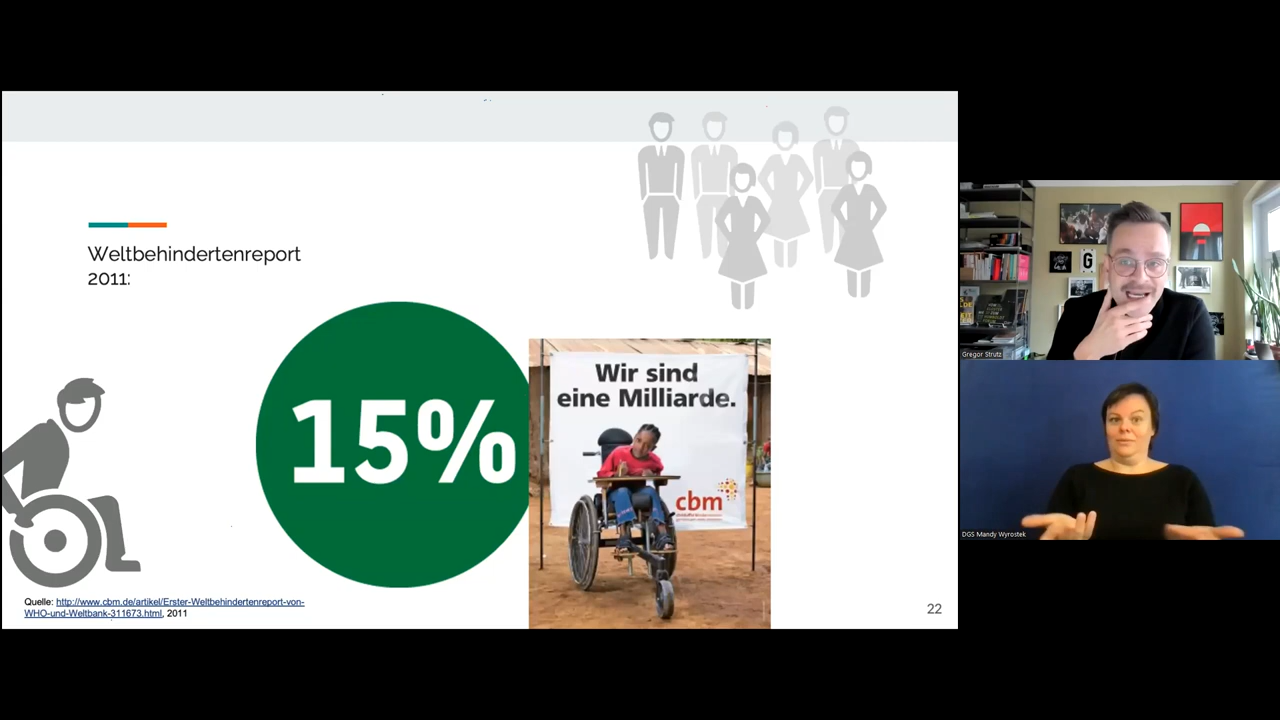 Weltbehindertenreport
2011:
15%
Wir sind
eine Milliarde.
cbm
Quelle: http://www.cbm.de/artikel/Erster-Weltbehindertenreport-von-
WHO-und-Weltbank-311673.html, 2011
22
G
Gregor Strutz
DGS Mandy Wyrostek